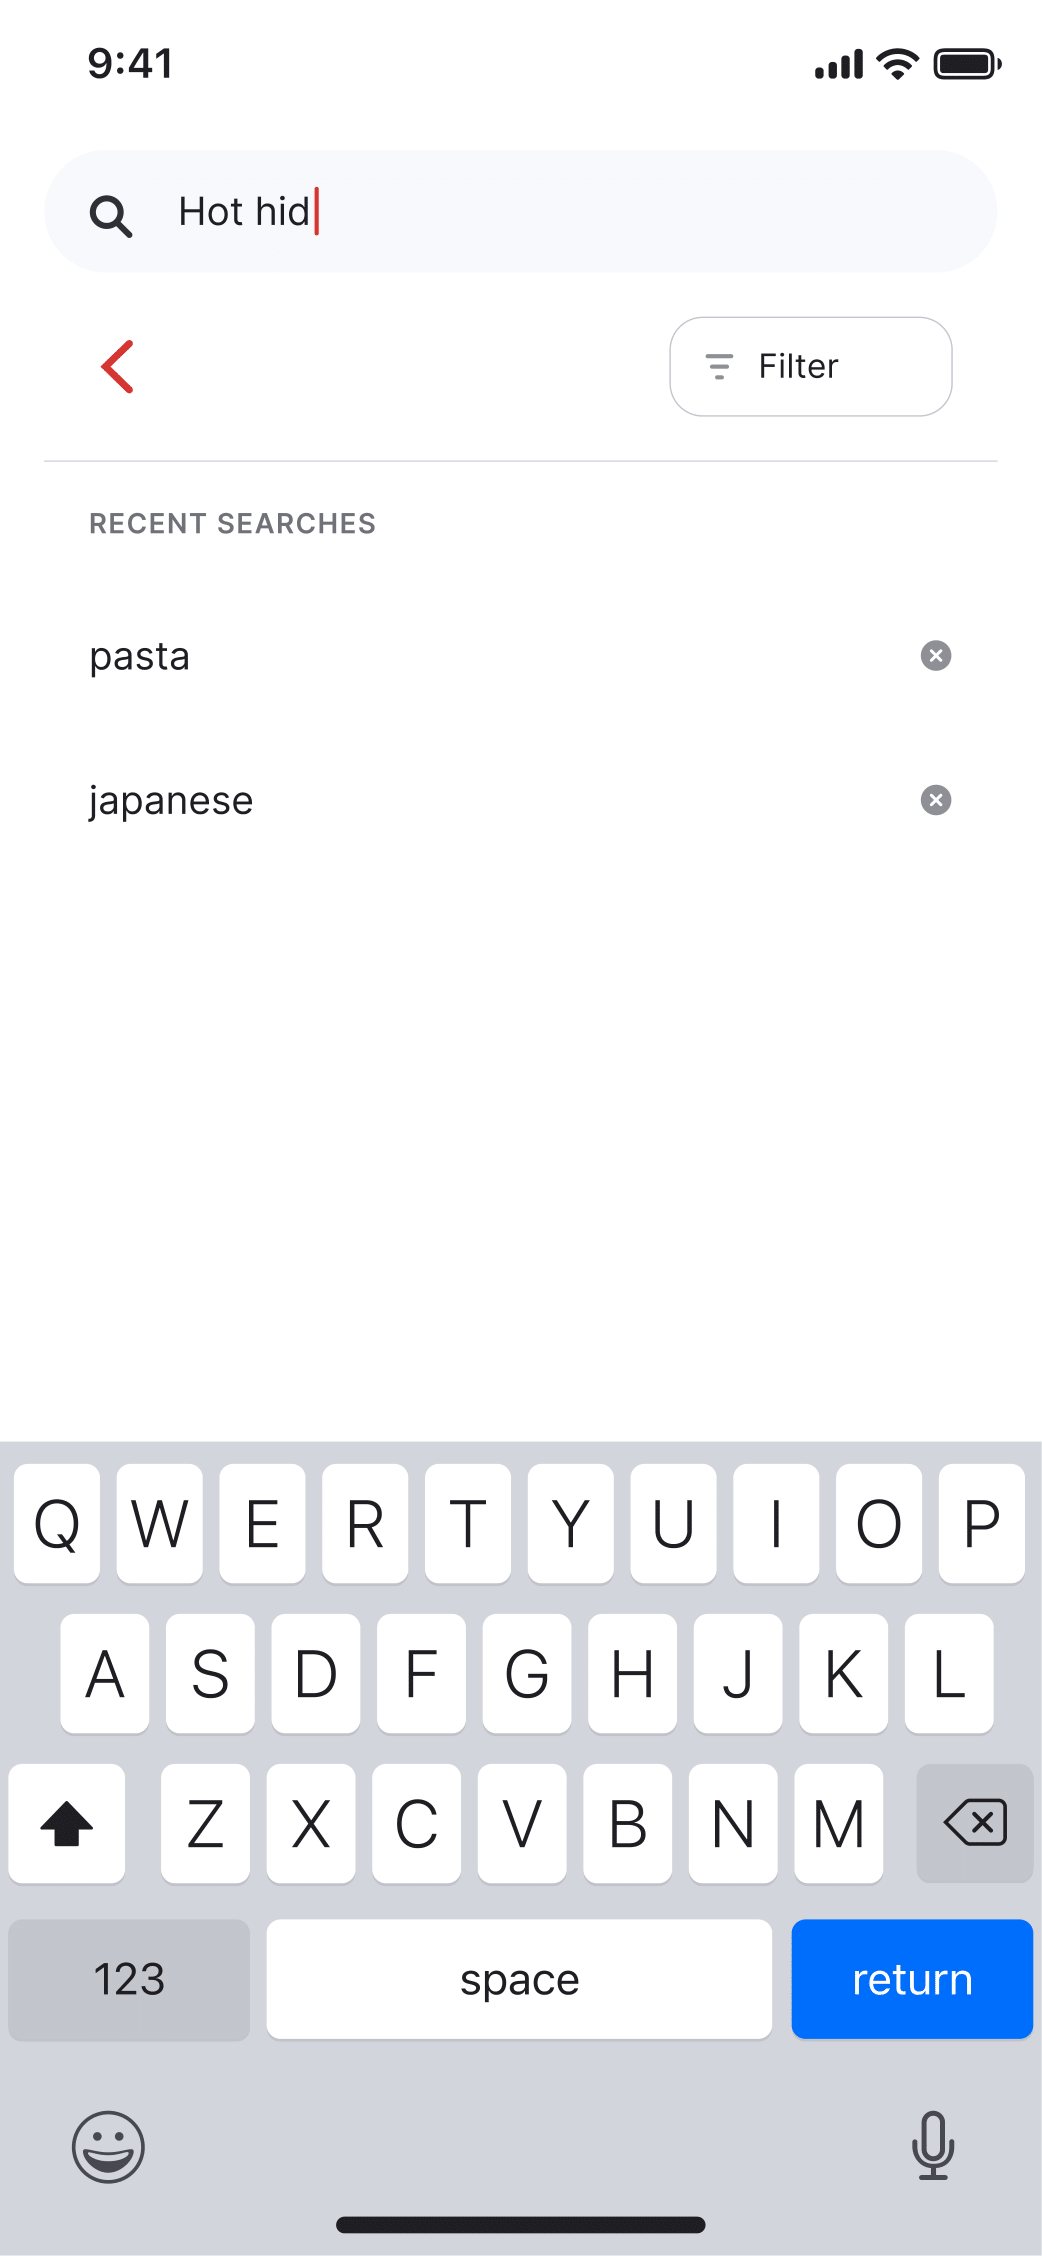 9:41
Hot hid
Filter
RECENT SEARCHES
pasta
japanese
Q W E R T Y U I O P
A S D F G H J K L
Z X C V B N M
123 space return